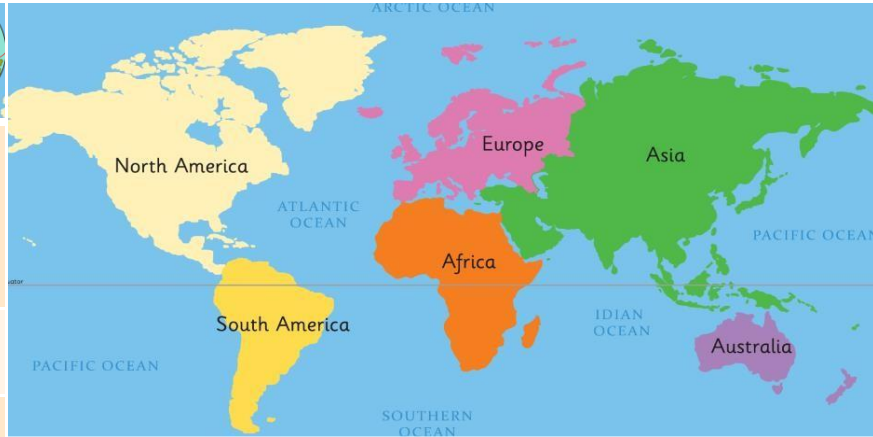 ARCTIC OCEAN
Europe
Asia
North America
ATLANTIC
OCEAN
PACIFIC OCEAN
Africa
uator
IDIAN
OCEAN
South America
Australia
PACIFIC OCEAN
SOUTHERN
OCEAN